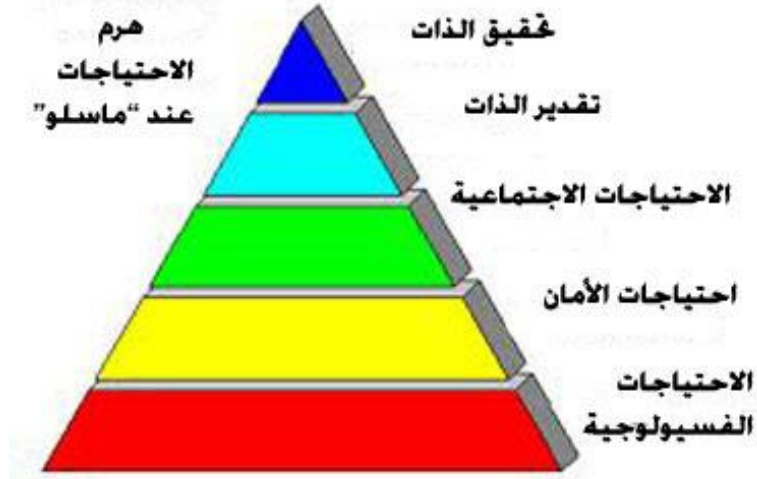 هرم
الاحتياجات
عند “ماسلو”
تحقيق الذات
تقدير الذات
الاحتياجات الاجتماعية
احتياجات الأمان
الاحتياجات
الفسيولوجية